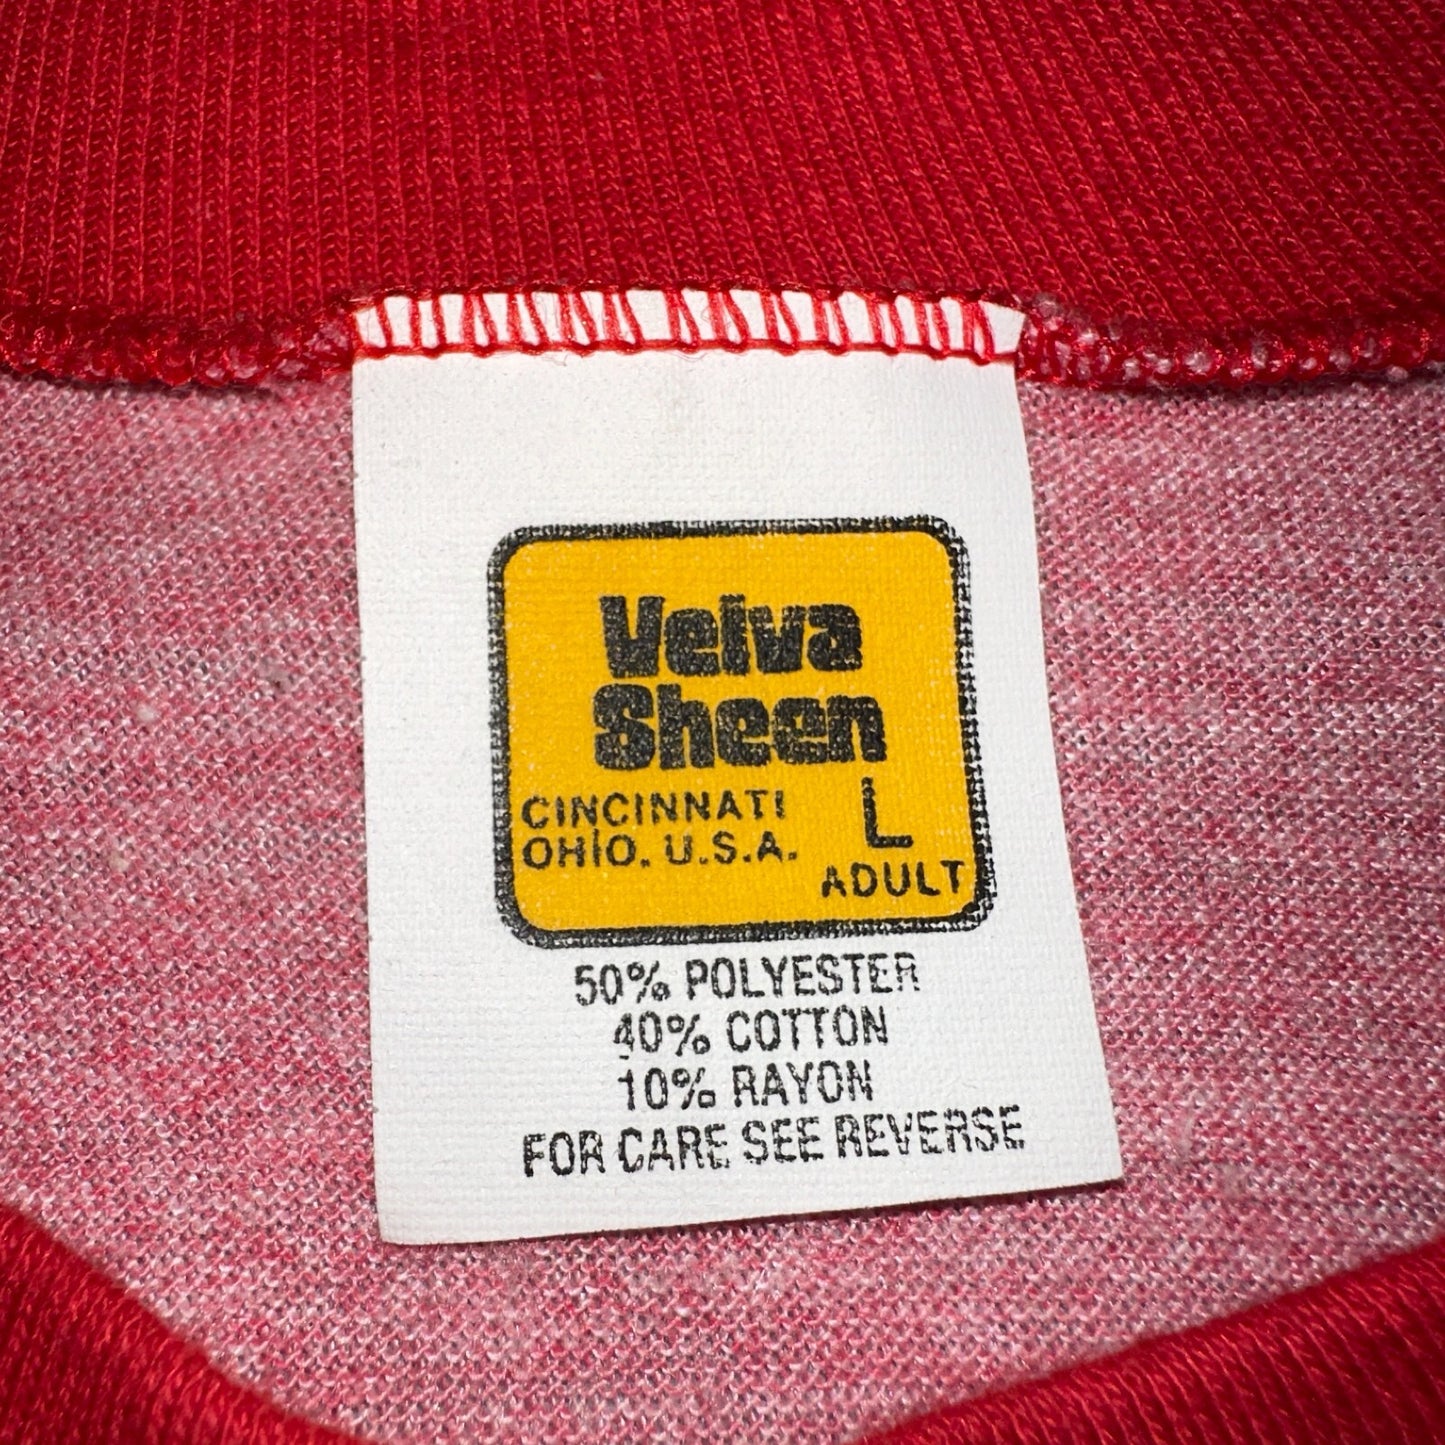 Velva
Sheen
CINCINNATI
OHIO. U.S.A.
L
ADULT
50% POLYESTER
40% COTTON
10% RAYON
FOR CARE SEE REVERSE